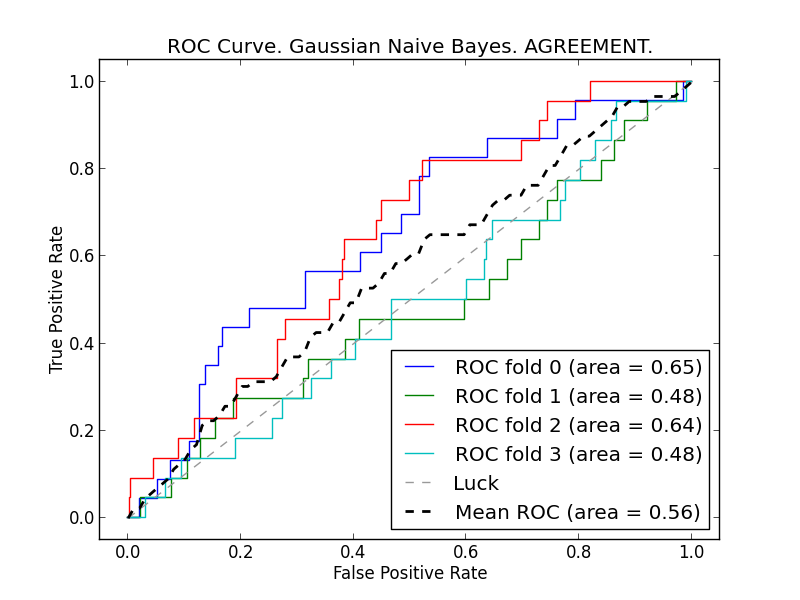 ROC Curve. Gaussian Naive Bayes. AGREEMENT.
1.0
0.8
0.6
0.4
0.2
0.0
True Positive Rate
ROC fold 0 (area = 0.65)
ROC fold 1 (area = 0.48)
ROC fold 2 (area = 0.64)
ROC fold 3 (area = 0.48)
Luck
Mean ROC (area = 0.56)
0.0 0.2 0.4 0.6 0.8 1.0
False Positive Rate